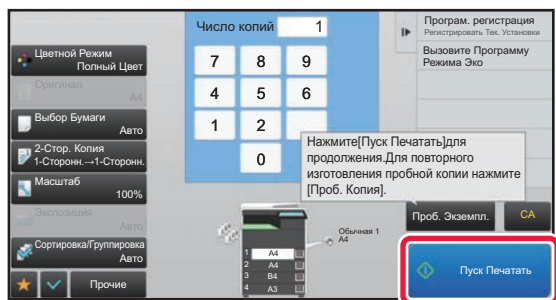 Число копий
1
Програм. регистрация
Регистрировать Тек. Установки
Вызовите Программу
Режима Эко
Цветной Режим
Полный Цвет
Оригинал
A4
Выбор Бумаги
Авто
2-Стор. Копия
1-Сторонн.→1-Сторонн.
Масштаб
100%
Экспозиция
Авто
Сортировка/Группировка
Авто
Прочие
7
8
9
4
5
6
1
2
0
Нажмите[Пуск Печатать]для
продолжения.Для повторного
изготовления пробной копии нажмите
[Проб. Копия].
Обычная 1
A4
1 A4
2 A4
3 B4
4 A3
Проб. Экземпл.
CA
Пуск Печатать